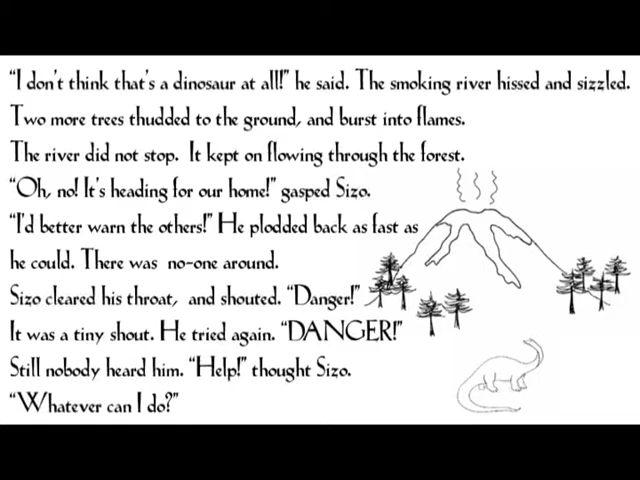 “I don't think that's a dinosaur at all!” he said. The smoking river hissed and sizzled.
Two more trees thudded to the ground, and burst into flames.
The river did not stop. It kept on flowing through the forest.
“Oh, no! It's heading for our home!” gasped Sizo.
“I'd better warn the others!” He plodded back as fast as
he could. There was no-one around.
Sizo cleared his throat, and shouted. “Danger!”
It was a tiny shout. He tried again. “DANGER!”
Still nobody heard him. “Help!” thought Sizo.
“Whatever can I do?”